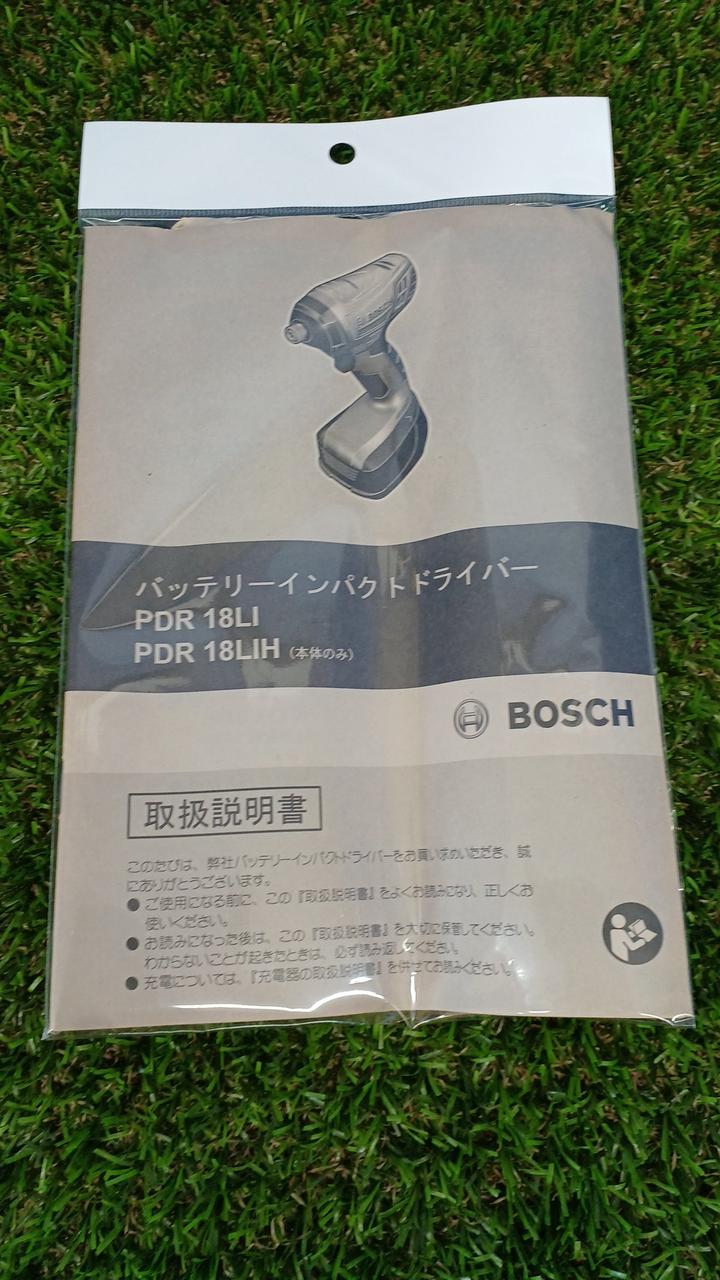 バッテリーインパクトドライバー
PDR 18LI
PDR 18LIH (本体のみ)
BOSCH
取扱説明書
このたびは、弊社バッテリーインパクトドライバーをお買い求めいただき、誠
にありがとうございます。
● ご使用になる前に、この『取扱説明書』をよくお読みになり、正しくお
使いください。
● お読みになった後は、この『取扱説明書』を大切に保管してください。
わからないことが起きたときは、必ず読み返してください。
● 充電については、『充電器の取扱説明書』を併せてお読みください。